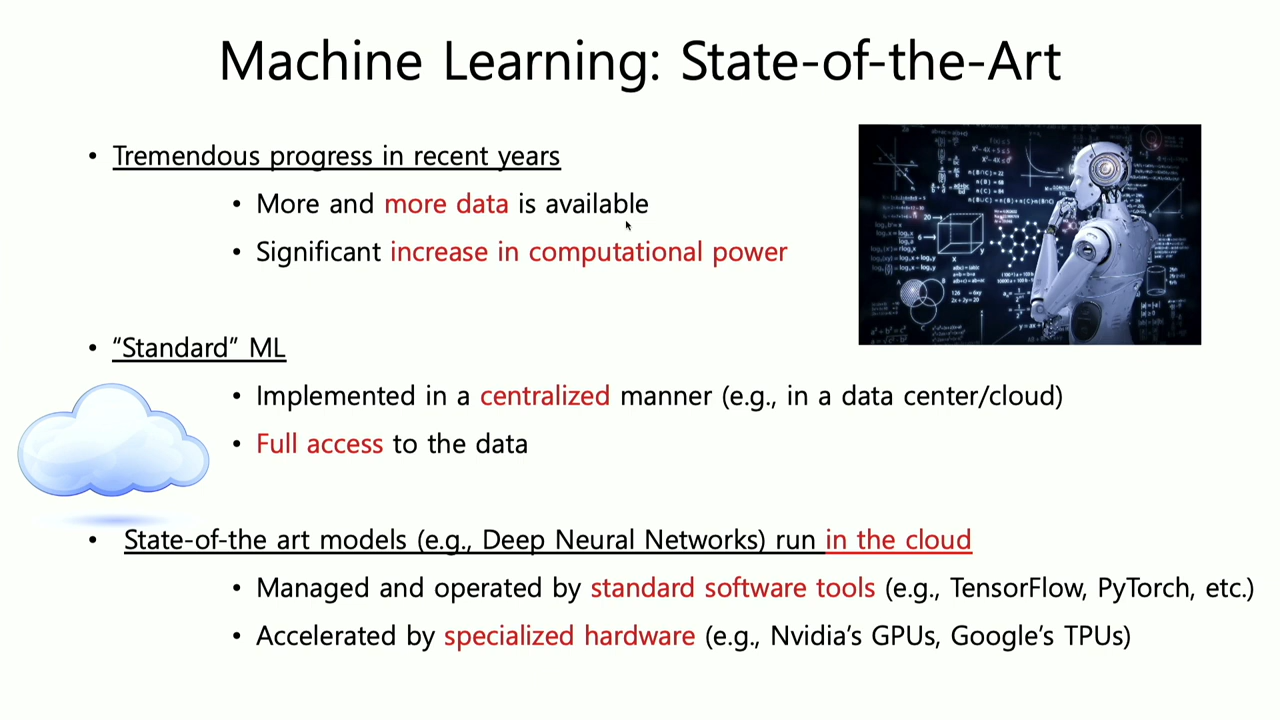 Machine Learning: State-of-the-Art
• Tremendous progress in recent years
• More and more data is available
• Significant increase in computational power
• “Standard” ML
• Implemented in a centralized manner (e.g., in a data center/cloud)
• Full access to the data
• State-of-the art models (e.g., Deep Neural Networks) run in the cloud
• Managed and operated by standard software tools (e.g., TensorFlow, PyTorch, etc.)
• Accelerated by specialized hardware (e.g., Nvidia’s GPUs, Google’s TPUs)